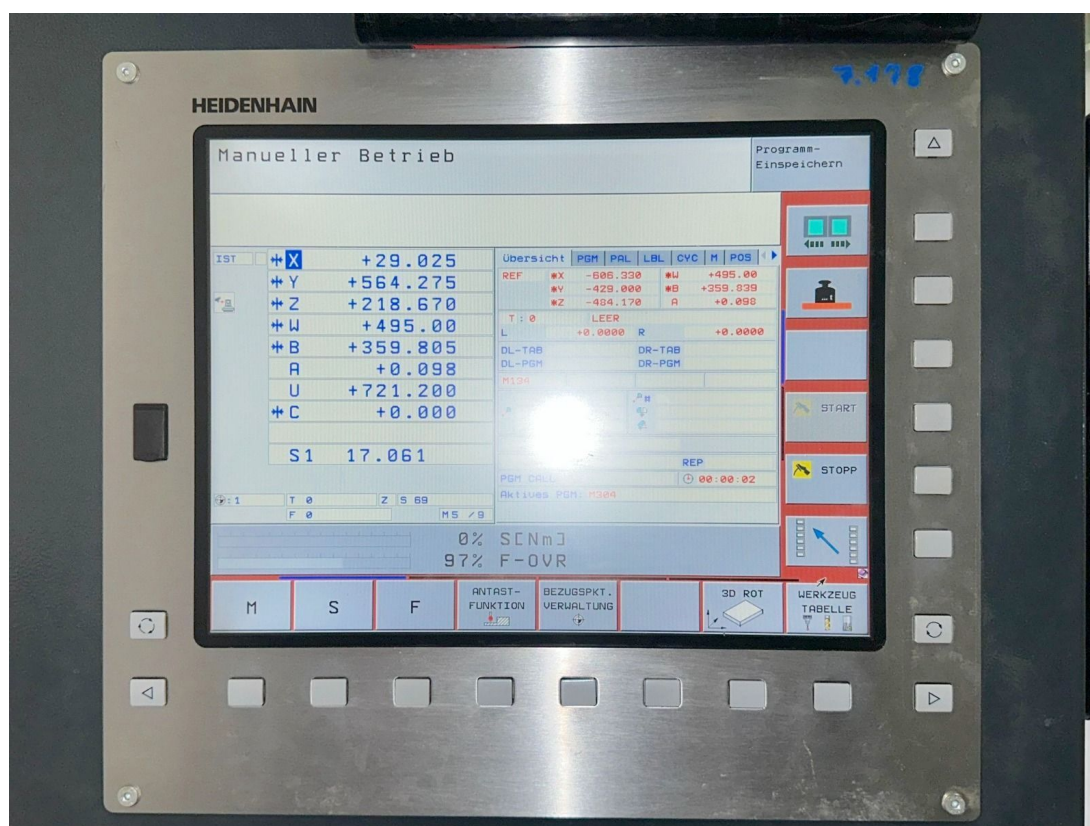 7.198
HEIDENHAIN
Manueller Betrieb
Programm-
Einspeichern
IST
X +29.025
Y +564.275
Z +218.670
W +495.00
B +359.805
A +0.098
U +721.200
C +0.000
S1 17.061
:1 T 0 Z S 69
F 0 M5 /9
Übersicht PGM PAL LBL CYC M POS
REF X -606.330 W +495.00
Y -429.000 B +359.839
Z -484.170 A +0.098
T : 0 LEER
L +0.0000 R +0.0000
DL-TAB DR-TAB
DL-PGM DR-PGM
M134
REP
PGM CALL 00:00:02
Aktives PGM: M304
0% S[Nm]
97% F-OVR
START
STOPP
M
S
F
ANTAST-
FUNKTION
BEZUGSPKT.
VERWALTUNG
3D ROT
WERKZEUG
TABELLE